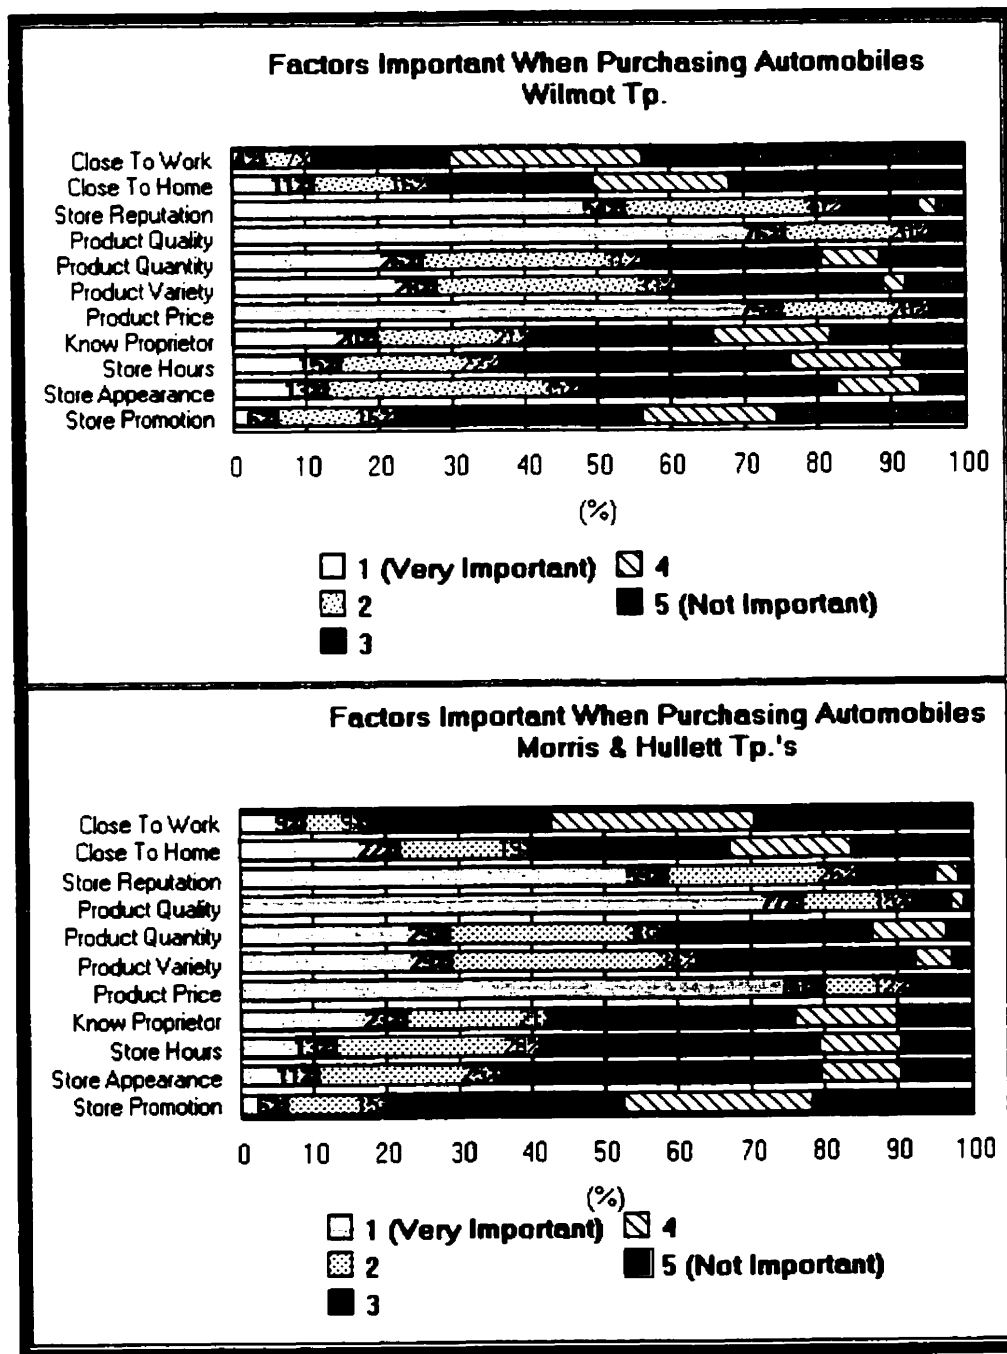 Factors Important When Purchasing Automobiles
Wilmot Tp.
Close To Work
Close To Home
Store Reputation
Product Quality
Product Quantity
Product Variety
Product Price
Know Proprietor
Store Hours
Store Appearance
Store Promotion
0 10 20 30 40 50 60 70 80 90 100
(%)
1 (Very Important) 4
2 5 (Not Important)
3
Factors Important When Purchasing Automobiles
Morris & Hullett Tp.'s
Close To Work
Close To Home
Store Reputation
Product Quality
Product Quantity
Product Variety
Product Price
Know Proprietor
Store Hours
Store Appearance
Store Promotion
0 10 20 30 40 50 60 70 80 90 100
(%)
1 (Very Important) 4
2 5 (Not Important)
3